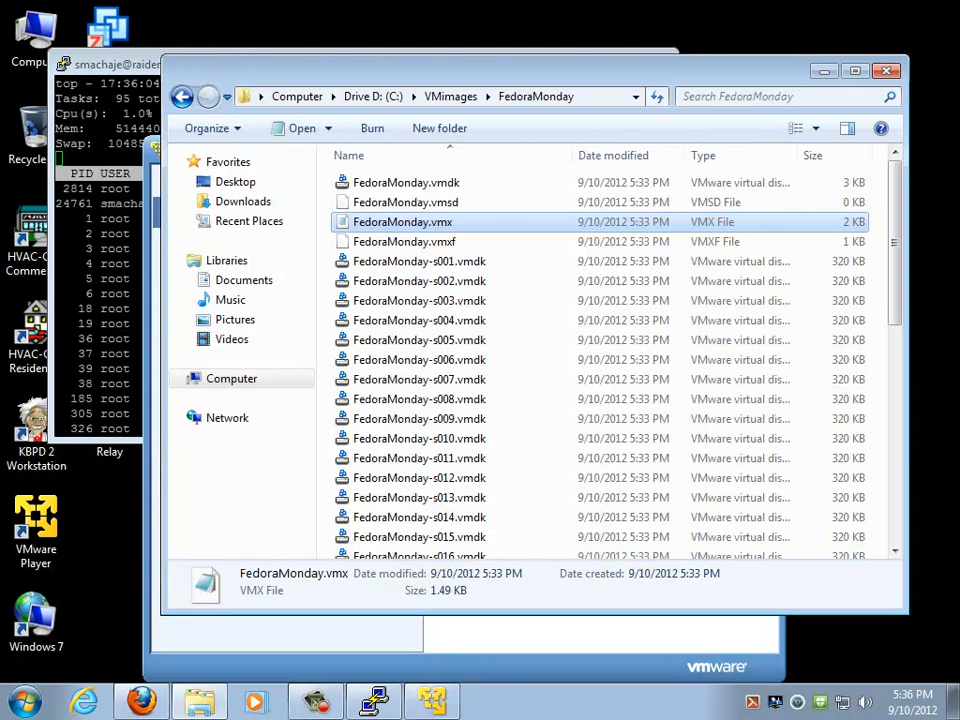 Compu
Recycle
HVAC-C
Comme
HVAC-C
Residen
KBPD 2
Workstation
Relay
VMware
Player
Windows 7
smachaje@raider
top - 17:36:04
Tasks: 95 tot
Cpu(s): 1.0%
Mem: 514440
Swap: 10485
PID USER
2814 root
24761 smacha
1 root
2 root
3 root
4 root
5 root
6 root
18 root
19 root
36 root
37 root
39 root
38 root
185 root
305 root
326 root
Computer
Drive D: (C:)
VMimages
FedoraMonday
Search FedoraMonday
Organize
Open
Burn
New folder
Favorites
Desktop
Downloads
Recent Places
Libraries
Documents
Music
Pictures
Videos
Computer
Network
Name Date modified Type Size
FedoraMonday.vmdk 9/10/2012 5:33 PM VMware virtual dis... 3 KB
FedoraMonday.vmsd 9/10/2012 5:33 PM VMSD File 0 KB
FedoraMonday.vmx 9/10/2012 5:33 PM VMX File 2 KB
FedoraMonday.vmxf 9/10/2012 5:33 PM VMXF File 1 KB
FedoraMonday-s001.vmdk 9/10/2012 5:33 PM VMware virtual dis... 320 KB
FedoraMonday-s002.vmdk 9/10/2012 5:33 PM VMware virtual dis... 320 KB
FedoraMonday-s003.vmdk 9/10/2012 5:33 PM VMware virtual dis... 320 KB
FedoraMonday-s004.vmdk 9/10/2012 5:33 PM VMware virtual dis... 320 KB
FedoraMonday-s005.vmdk 9/10/2012 5:33 PM VMware virtual dis... 320 KB
FedoraMonday-s006.vmdk 9/10/2012 5:33 PM VMware virtual dis... 320 KB
FedoraMonday-s007.vmdk 9/10/2012 5:33 PM VMware virtual dis... 320 KB
FedoraMonday-s008.vmdk 9/10/2012 5:33 PM VMware virtual dis... 320 KB
FedoraMonday-s009.vmdk 9/10/2012 5:33 PM VMware virtual dis... 320 KB
FedoraMonday-s010.vmdk 9/10/2012 5:33 PM VMware virtual dis... 320 KB
FedoraMonday-s011.vmdk 9/10/2012 5:33 PM VMware virtual dis... 320 KB
FedoraMonday-s012.vmdk 9/10/2012 5:33 PM VMware virtual dis... 320 KB
FedoraMonday-s013.vmdk 9/10/2012 5:33 PM VMware virtual dis... 320 KB
FedoraMonday-s014.vmdk 9/10/2012 5:33 PM VMware virtual dis... 320 KB
FedoraMonday-s015.vmdk 9/10/2012 5:33 PM VMware virtual dis... 320 KB
FedoraMonday-s016.vmdk 9/10/2012 5:33 PM VMware virtual dis... 320 KB
FedoraMonday.vmx Date modified: 9/10/2012 5:33 PM Date created: 9/10/2012 5:33 PM
VMX File Size: 1.49 KB
vmware
5:36 PM
9/10/2012